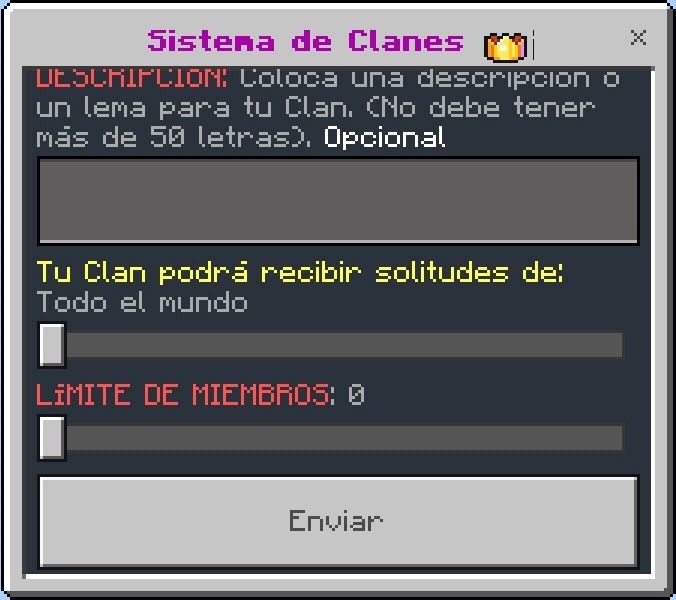 Sistema de Clanes
DESCRIPCIÓN: Coloca una descripción o
un lema para tu Clan. (No debe tener
más de 50 letras). Opcional
Tu Clan podrá recibir solitudes de:
Todo el mundo
LíMITE DE MIEMBROS: 0
Enviar